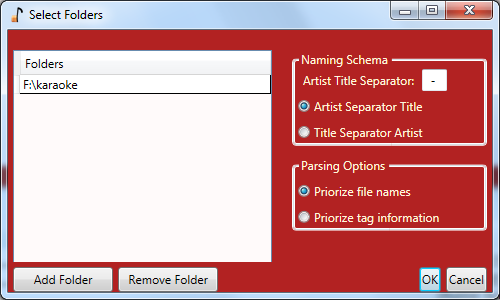 Select Folders
Folders
F:\karaoke
Naming Schema
Artist Title Separator: -
Artist Separator Title
Title Separator Artist
Parsing Options
Priorize file names
Priorize tag information
Add Folder Remove Folder OK Cancel